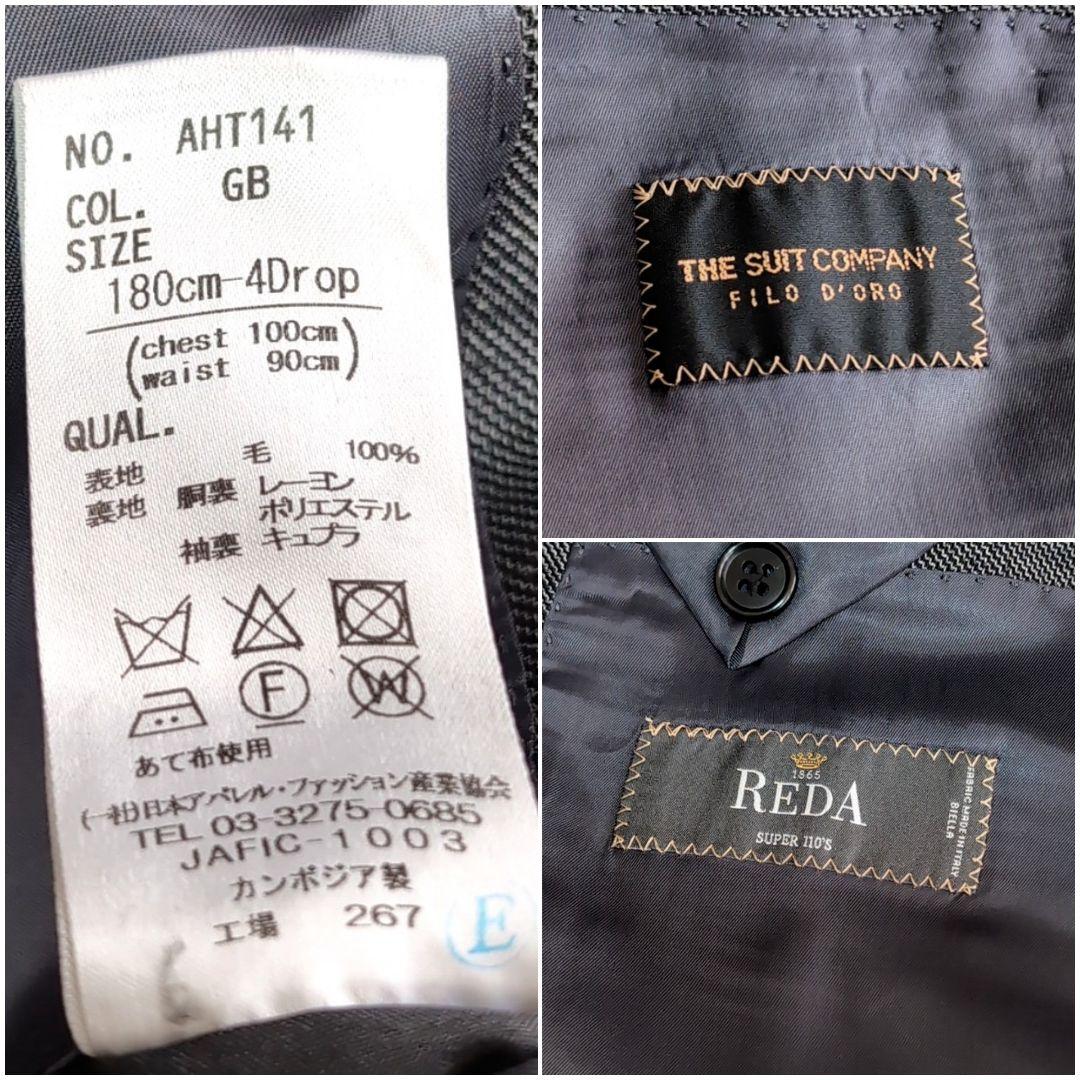 NO. AHT141
COL. GB
SIZE
180cm-4Drop
(chest 100cm
waist 90cm)
QUAL.
表地 毛 100%
裏地 胴裏 レーヨン
ポリエステル
袖裏 キュプラ
F
W
あて布使用
(一社)日本アパレル・ファッション産業協会
TEL 03-3275-0685
JAFIC-1003
カンボジア製
工場 267
E
THE SUIT COMPANY
FILO D'ORO
1865
REDA
SUPER 110'S
FABRIC MADE IN ITALY
BIELLA